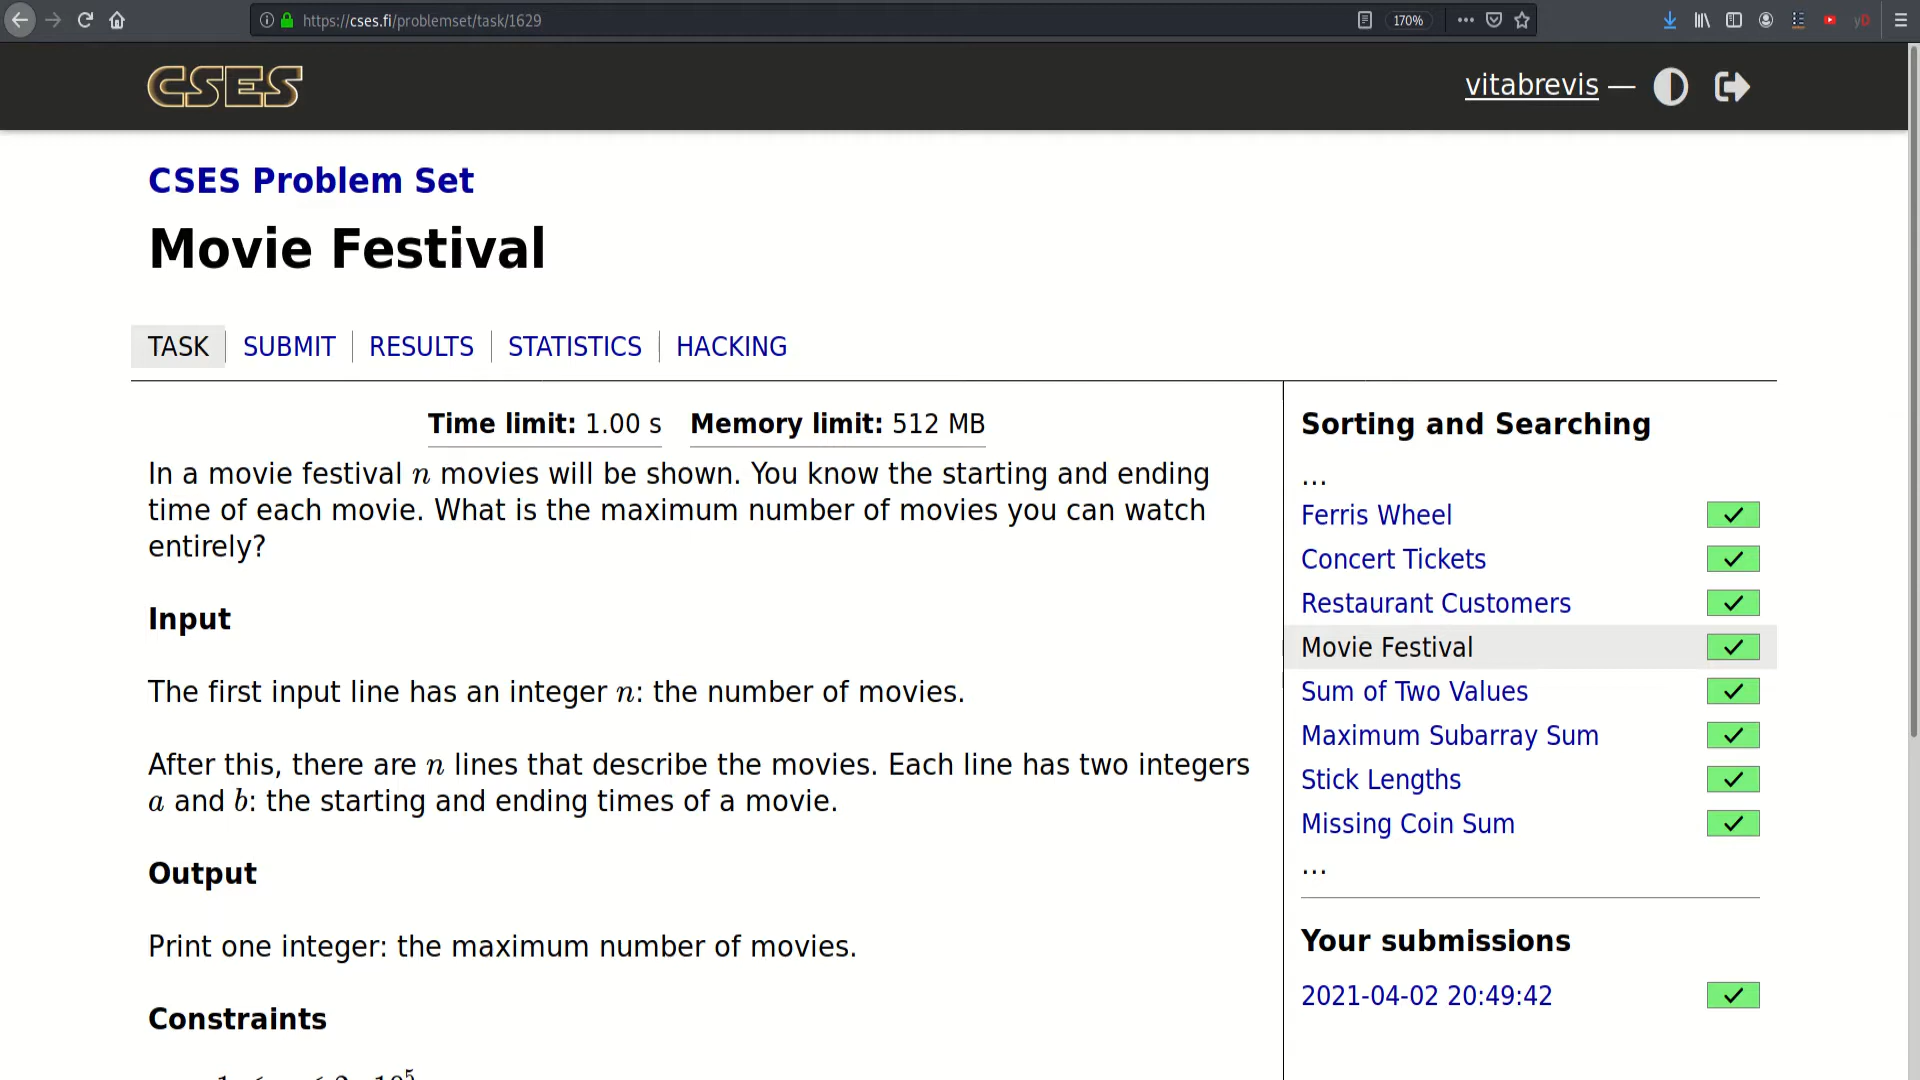 https://cses.fi/problemset/task/1629
170%
yD
CSES
vitabrevis —
CSES Problem Set
Movie Festival
TASK SUBMIT RESULTS STATISTICS HACKING
Time limit: 1.00 s Memory limit: 512 MB
In a movie festival n movies will be shown. You know the starting and ending
time of each movie. What is the maximum number of movies you can watch
entirely?
Input
The first input line has an integer n: the number of movies.
After this, there are n lines that describe the movies. Each line has two integers
a and b: the starting and ending times of a movie.
Output
Print one integer: the maximum number of movies.
Constraints
Sorting and Searching
...
Ferris Wheel
Concert Tickets
Restaurant Customers
Movie Festival
Sum of Two Values
Maximum Subarray Sum
Stick Lengths
Missing Coin Sum
...
Your submissions
2021-04-02 20:49:42